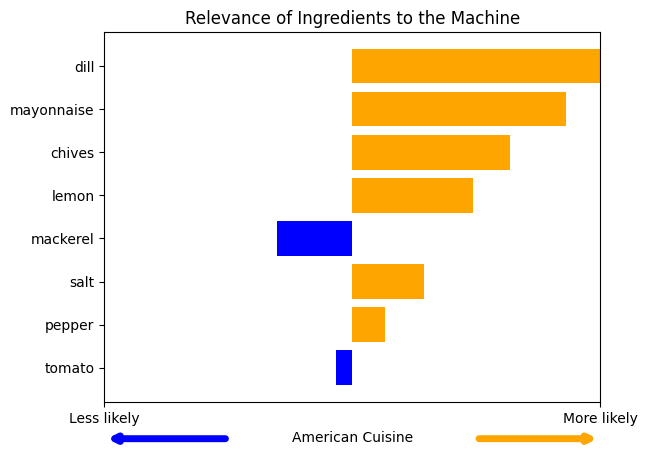 Relevance of Ingredients to the Machine
dill
mayonnaise
chives
lemon
mackerel
salt
pepper
tomato
Less likely More likely
American Cuisine